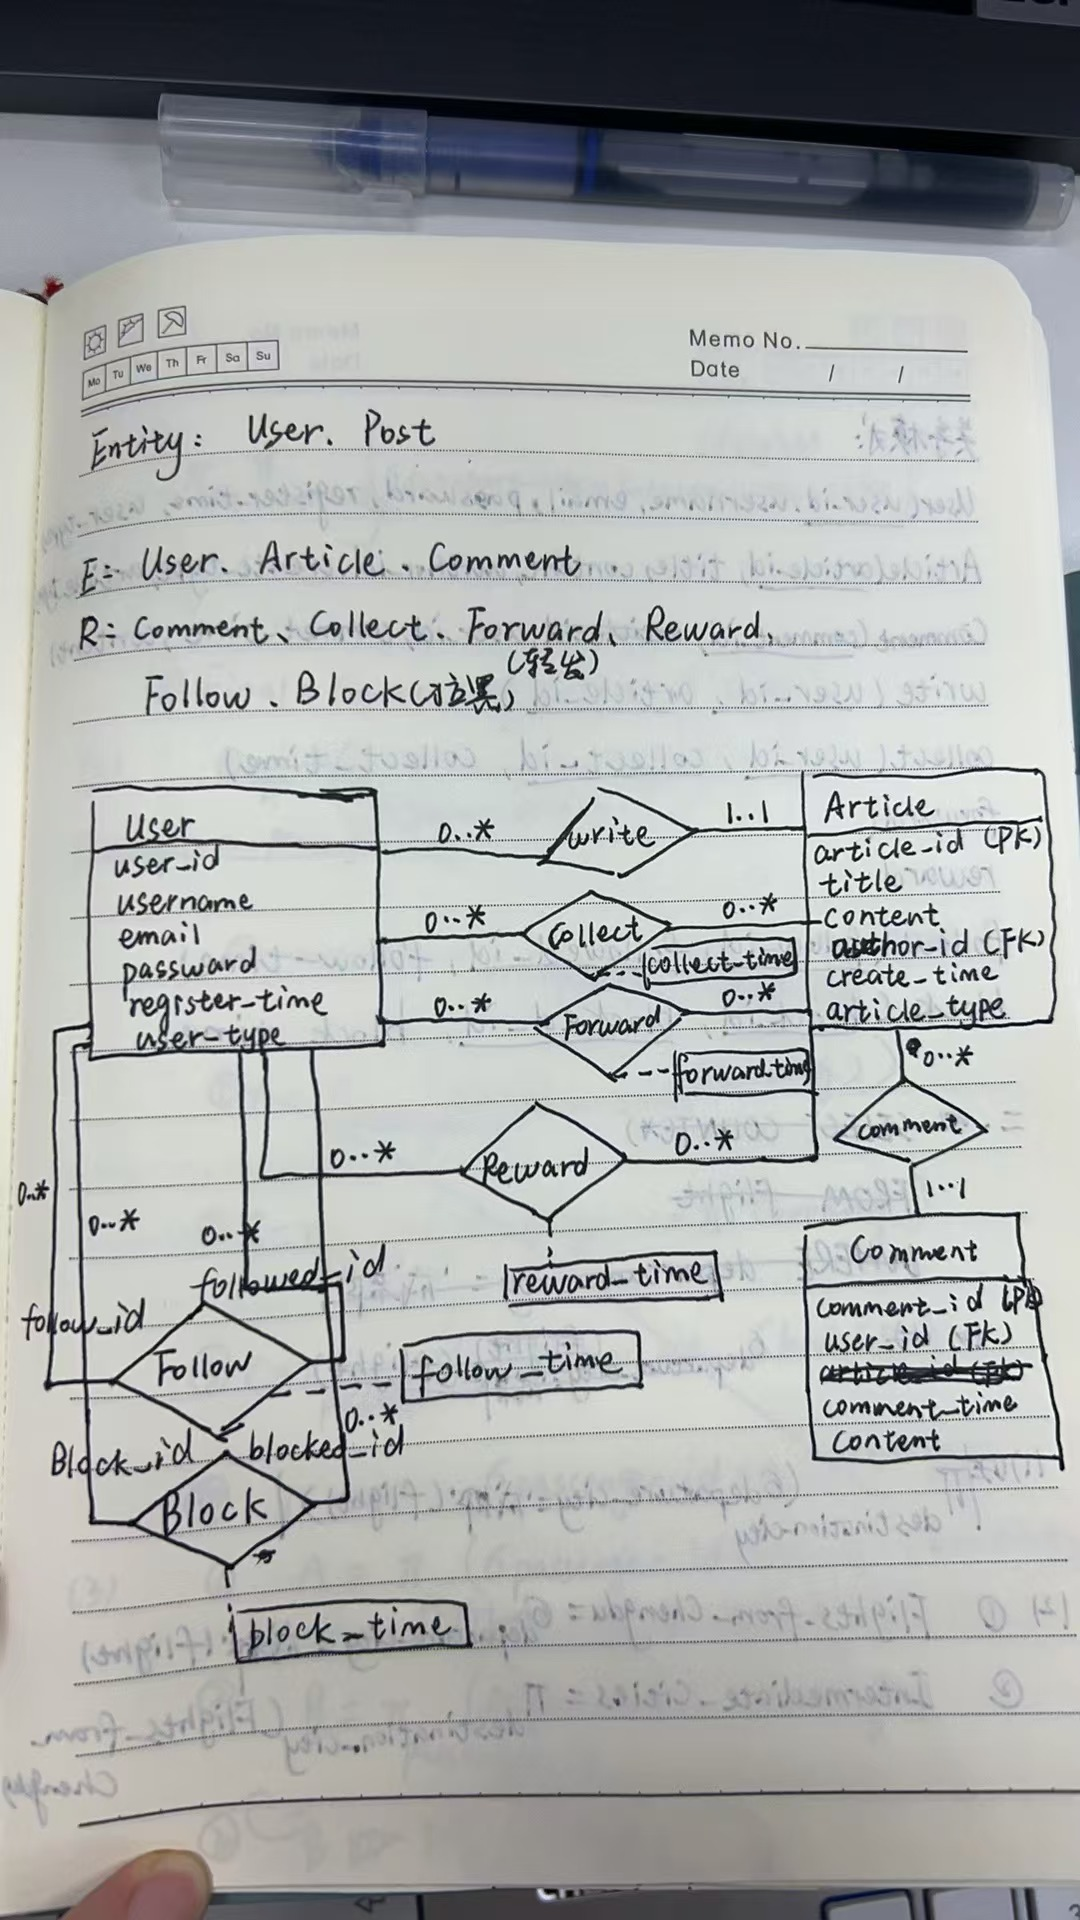 Memo No.
Mo Tu We Th Fr Sa Su
Date / /
Entity: User. Post
E: User. Article. Comment
R: Comment、Collect. Forward、Reward.
(转发)
Follow、Block(拉黑)
User
user_id
username
email
passward
register_time
user_type
0..*
write
1..1
Article
article_id (PK)
title
content
author_id (FK)
create_time
article_type
0..*
Collect
0..*
collect_time
0..*
Forward
0..*
forward_time
0..*
comment
1..1
0..*
Reward
0..*
reward_time
0..*
0..*
0..*
followed_id
follow_id
Follow
follow_time
0..*
Block_id
blocked_id
Block
block_time
Comment
comment_id (PK)
user_id (FK)
comment_time
content